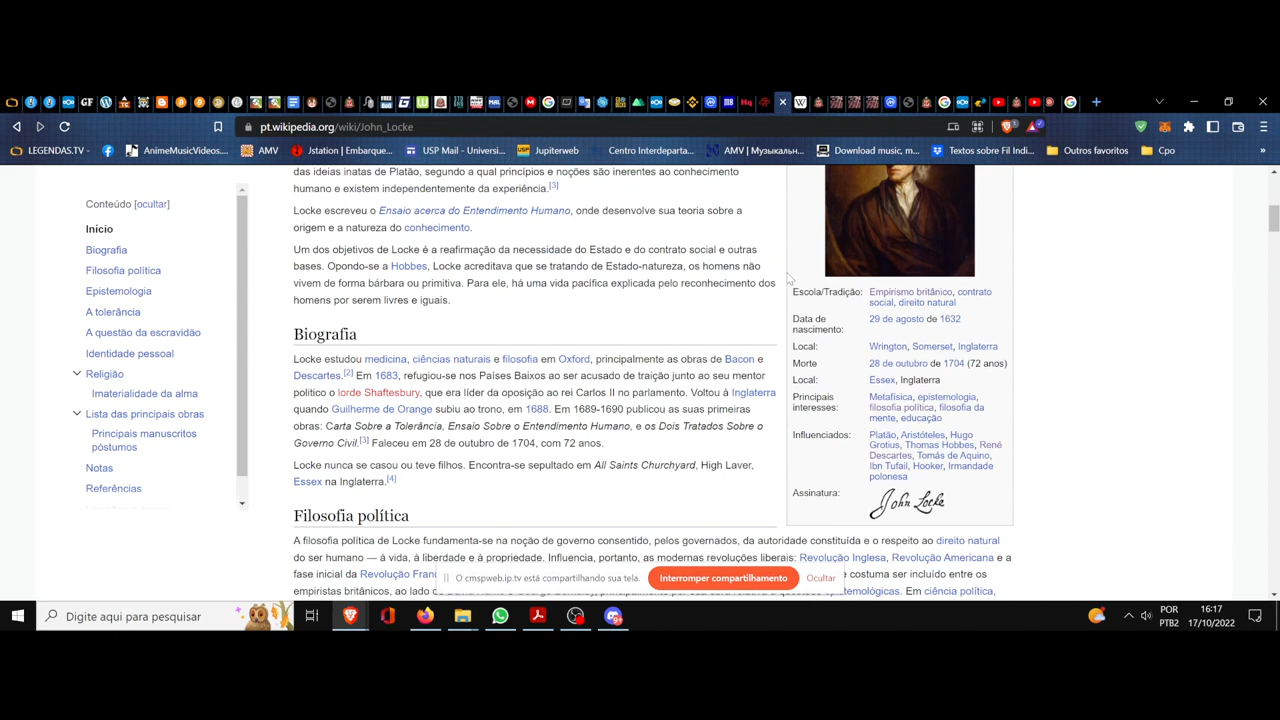 pt.wikipedia.org/wiki/John_Locke
LEGENDAS.TV - AnimeMusicVideos... AMV Jstation | Embarque... USP Mail - Universi... Jupiterweb Centro Interdeparta... AMV | Музыкальн... Download music, m... Textos sobre Fil Indi... Outros favoritos Cpo
Conteúdo [ocultar]
Início
Biografia
Filosofia política
Epistemologia
A tolerância
A questão da escravidão
Identidade pessoal
Religião
Imaterialidade da alma
Lista das principais obras
Principais manuscritos
póstumos
Notas
Referências
das ideias inatas de Platão, segundo a qual princípios e noções são inerentes ao conhecimento
humano e existem independentemente da experiência.[3]
Locke escreveu o Ensaio acerca do Entendimento Humano, onde desenvolve sua teoria sobre a
origem e a natureza do conhecimento.
Um dos objetivos de Locke é a reafirmação da necessidade do Estado e do contrato social e outras
bases. Opondo-se a Hobbes, Locke acreditava que se tratando de Estado-natureza, os homens não
vivem de forma bárbara ou primitiva. Para ele, há uma vida pacífica explicada pelo reconhecimento dos
homens por serem livres e iguais.
Biografia
Locke estudou medicina, ciências naturais e filosofia em Oxford, principalmente as obras de Bacon e
Descartes.[2] Em 1683, refugiou-se nos Países Baixos ao ser acusado de traição junto ao seu mentor
politico o lorde Shaftesbury, que era líder da oposição ao rei Carlos II no parlamento. Voltou à Inglaterra
quando Guilherme de Orange subiu ao trono, em 1688. Em 1689-1690 publicou as suas primeiras
obras: Carta Sobre a Tolerância, Ensaio Sobre o Entendimento Humano, e os Dois Tratados Sobre o
Governo Civil.[3] Faleceu em 28 de outubro de 1704, com 72 anos.
Locke nunca se casou ou teve filhos. Encontra-se sepultado em All Saints Churchyard, High Laver,
Essex na Inglaterra.[4]
Filosofia política
A filosofia política de Locke fundamenta-se na noção de governo consentido, pelos governados, da autoridade constituída e o respeito ao direito natural
do ser humano — à vida, à liberdade e à propriedade. Influencia, portanto, as modernas revoluções liberais: Revolução Inglesa, Revolução Americana e a
fase inicial da Revolução Fran costuma ser incluído entre os
empiristas britânicos, ao lado epistemológicas. Em ciência política,
Escola/Tradição: Empirismo britânico, contrato
social, direito natural
Data de
nascimento: 29 de agosto de 1632
Local: Wrington, Somerset, Inglaterra
Morte 28 de outubro de 1704 (72 anos)
Local: Essex, Inglaterra
Principais
interesses: Metafísica, epistemologia,
filosofia política, filosofia da
mente, educação
Influenciados: Platão, Aristóteles, Hugo
Grotius, Thomas Hobbes, René
Descartes, Tomás de Aquino,
Ibn Tufail, Hooker, Irmandade
polonesa
Assinatura: John Locke
O cmspweb.ip.tv está compartilhando sua tela. Interromper compartilhamento Ocultar
Digite aqui para pesquisar
POR 16:17
PTB2 17/10/2022